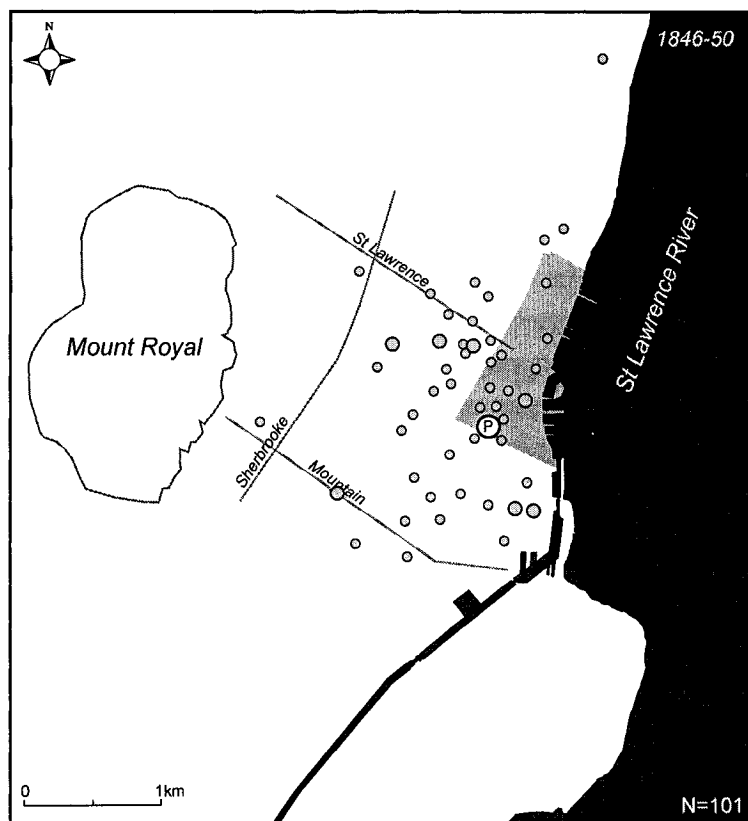 N
1846-50
St Lawrence
St Lawrence River
Mount Royal
Sherbrooke
P
Mountain
0
1km
N=101